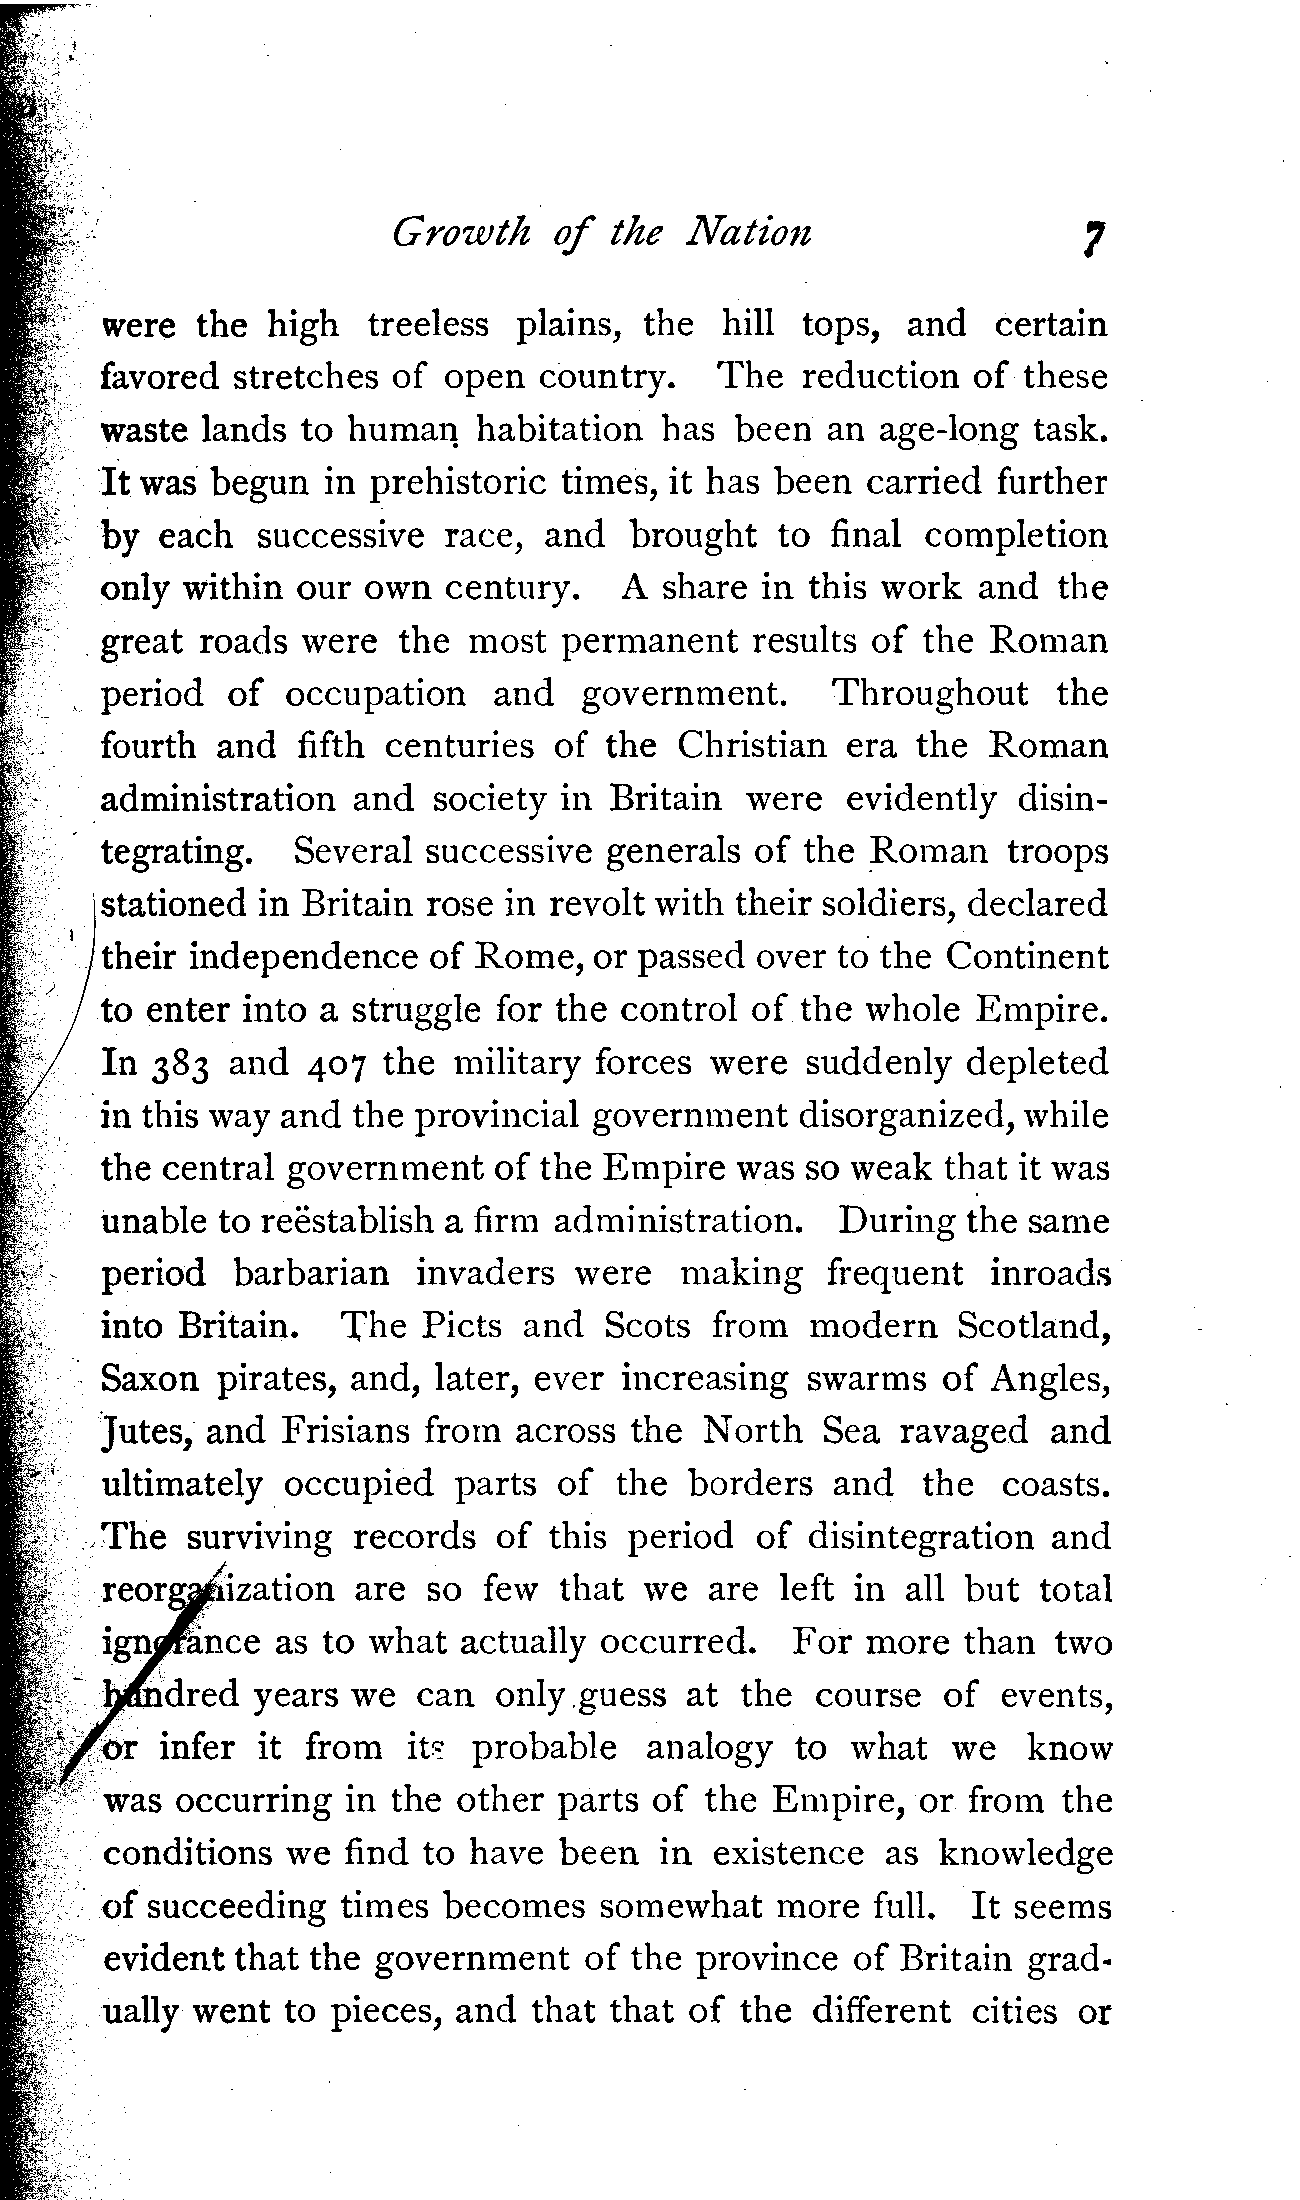 Growth of the Nation 7
were the high treeless plains, the hill tops, and certain
favored stretches of open country. The reduction of these
waste lands to human habitation has been an age-long task.
It was begun in prehistoric times, it has been carried further
by each successive race, and brought to final completion
only within our own century. A share in this work and the
great roads were the most permanent results of the Roman
period of occupation and government. Throughout the
fourth and fifth centuries of the Christian era the Roman
administration and society in Britain were evidently disin-
tegrating. Several successive generals of the Roman troops
stationed in Britain rose in revolt with their soldiers, declared
their independence of Rome, or passed over to the Continent
to enter into a struggle for the control of the whole Empire.
In 383 and 407 the military forces were suddenly depleted
in this way and the provincial government disorganized, while
the central government of the Empire was so weak that it was
unable to reëstablish a firm administration. During the same
period barbarian invaders were making frequent inroads
into Britain. The Picts and Scots from modern Scotland,
Saxon pirates, and, later, ever increasing swarms of Angles,
Jutes, and Frisians from across the North Sea ravaged and
ultimately occupied parts of the borders and the coasts.
The surviving records of this period of disintegration and
reorganization are so few that we are left in all but total
ignorance as to what actually occurred. For more than two
hundred years we can only guess at the course of events,
or infer it from its probable analogy to what we know
was occurring in the other parts of the Empire, or from the
conditions we find to have been in existence as knowledge
of succeeding times becomes somewhat more full. It seems
evident that the government of the province of Britain grad-
ually went to pieces, and that that of the different cities or